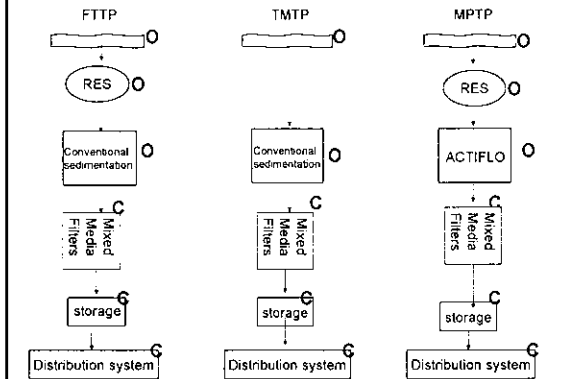 FTTP TMTP MPTP
O O O
RES O RES O
Conventional
sedimentation O
Conventional
sedimentation O
ACTIFLO O
C C C
Mixed
Media
Filters
Mixed
Media
Filters
Mixed
Media
Filters
C C C
storage storage storage
C C C
Distribution system Distribution system Distribution system